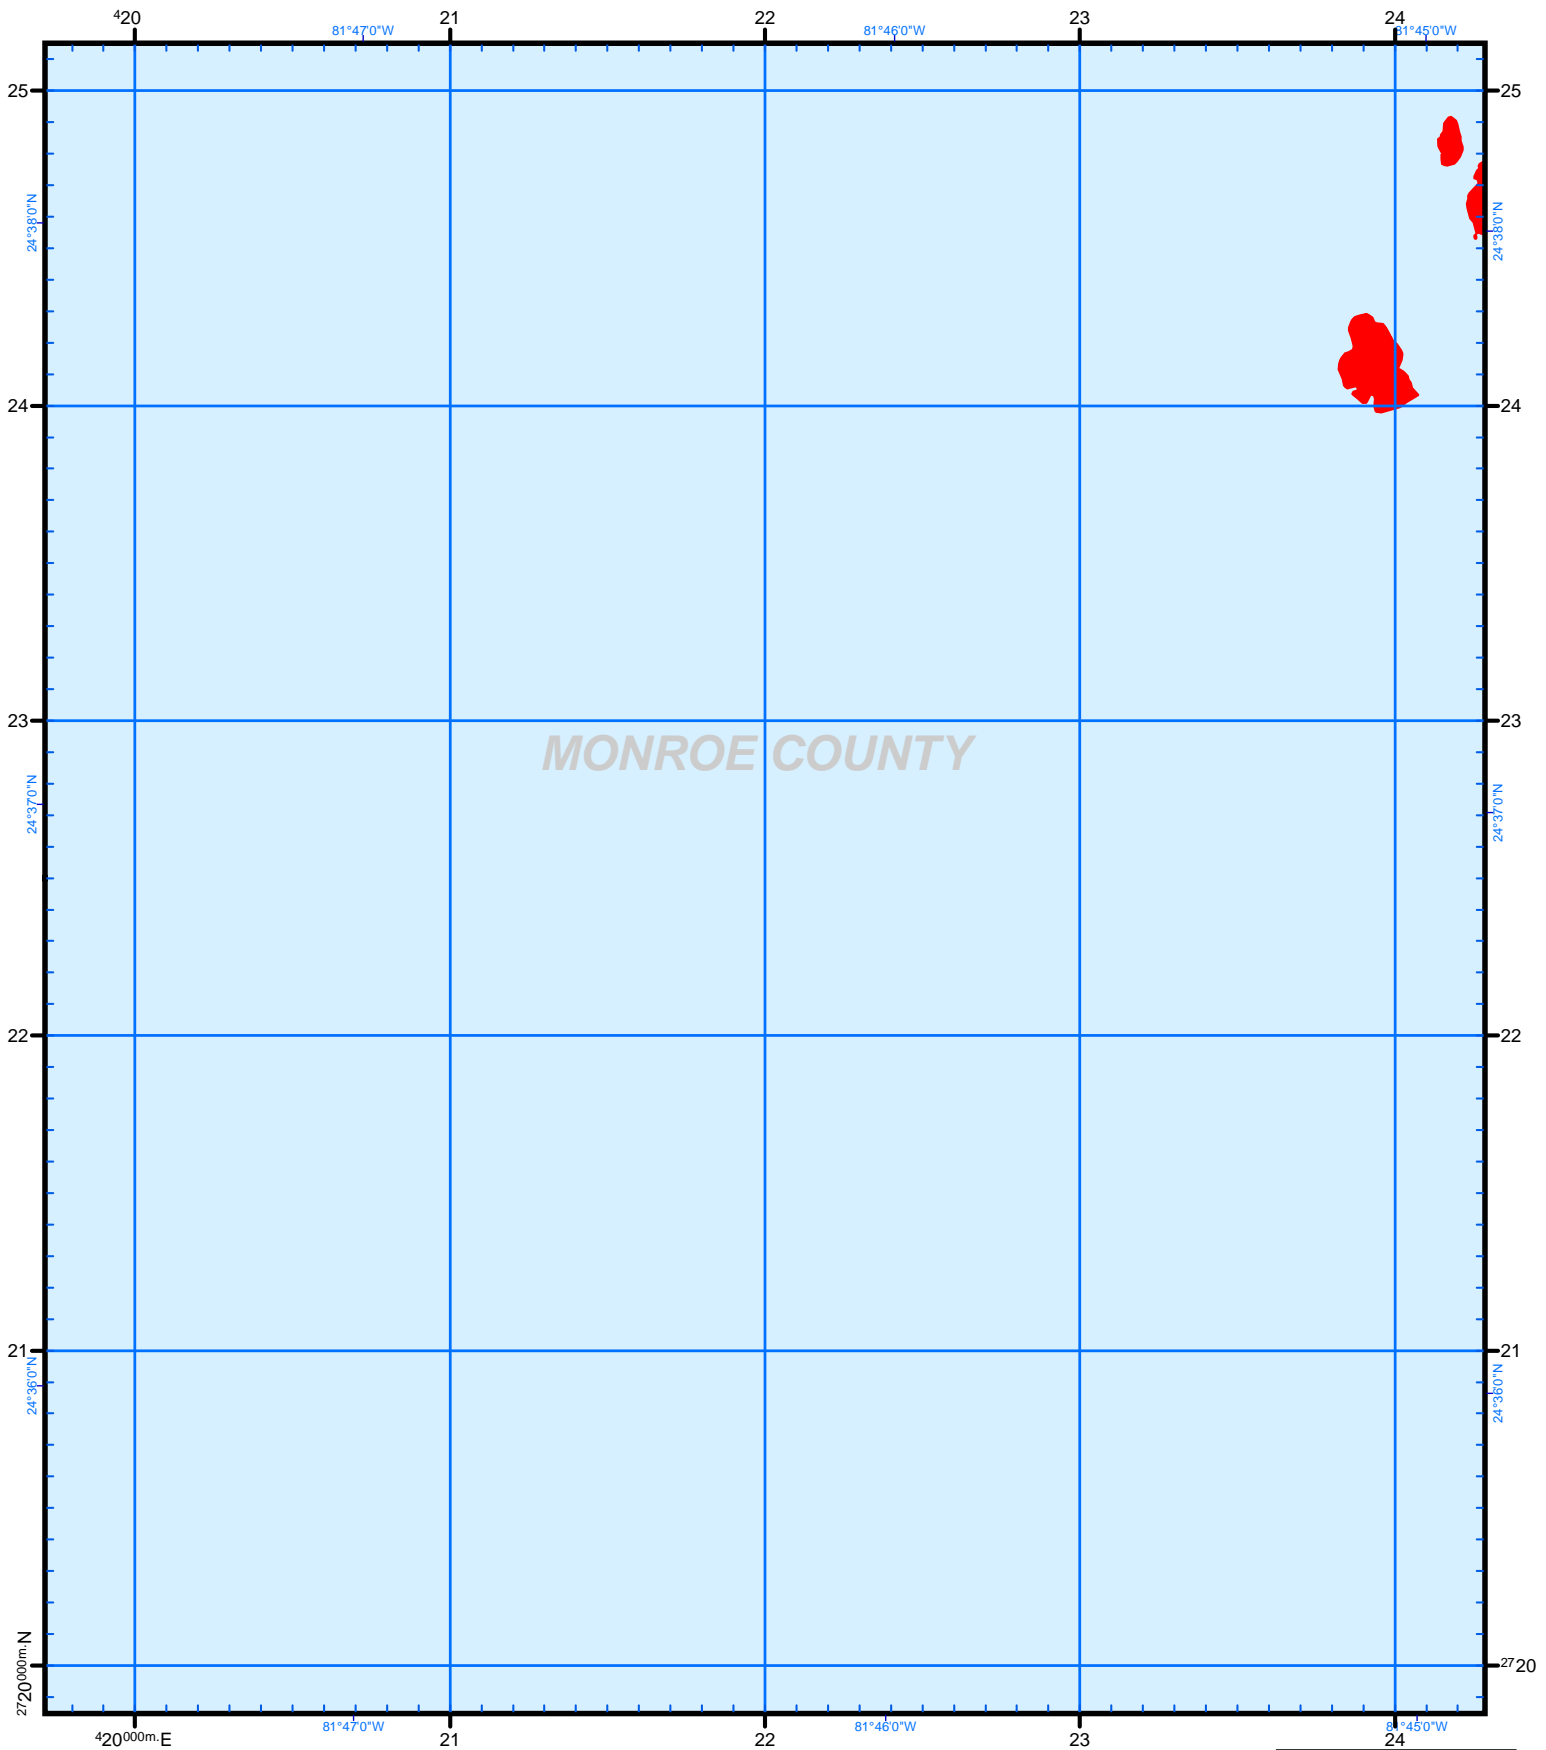 ⁴20 21 22 23 24
81°47'0"W 81°46'0"W 81°45'0"W
25 25
24°38'0"N 24°38'0"N
24 24
23 23
MONROE COUNTY
24°37'0"N 24°37'0"N
22 22
21 21
24°36'0"N 24°36'0"N
²⁷20⁰⁰⁰ᵐ·N ²⁷20
81°47'0"W 81°46'0"W 81°45'0"W
⁴20⁰⁰⁰ᵐ·E 21 22 23 24